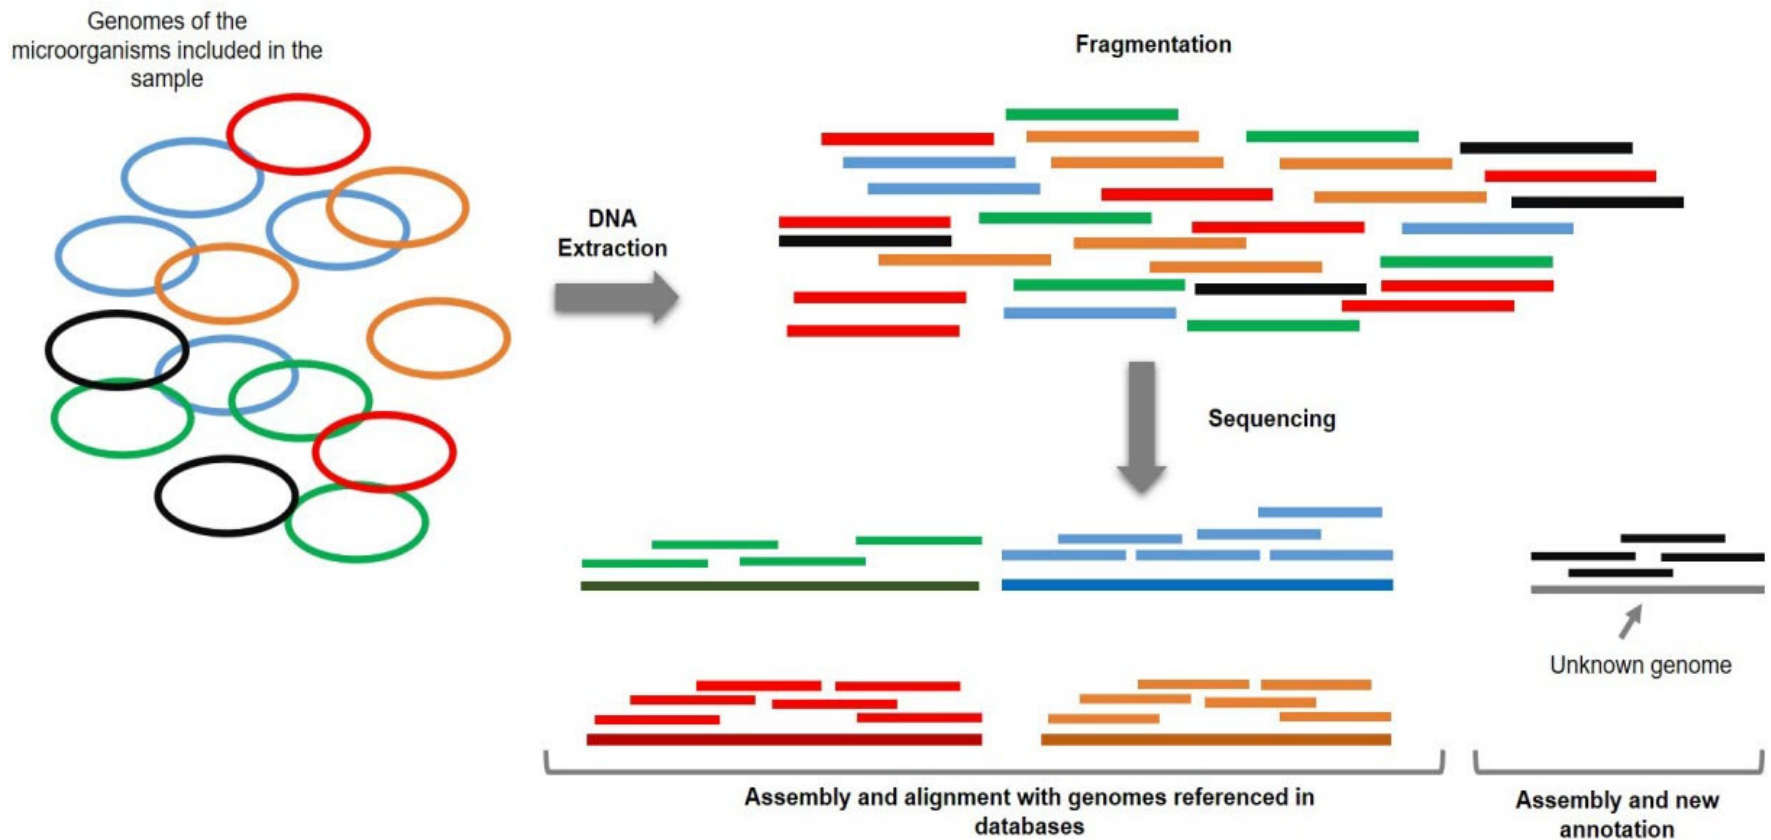 Genomes of the
microorganisms included in the
sample
Fragmentation
DNA
Extraction
Sequencing
Unknown genome
Assembly and alignment with genomes referenced in
databases
Assembly and new
annotation